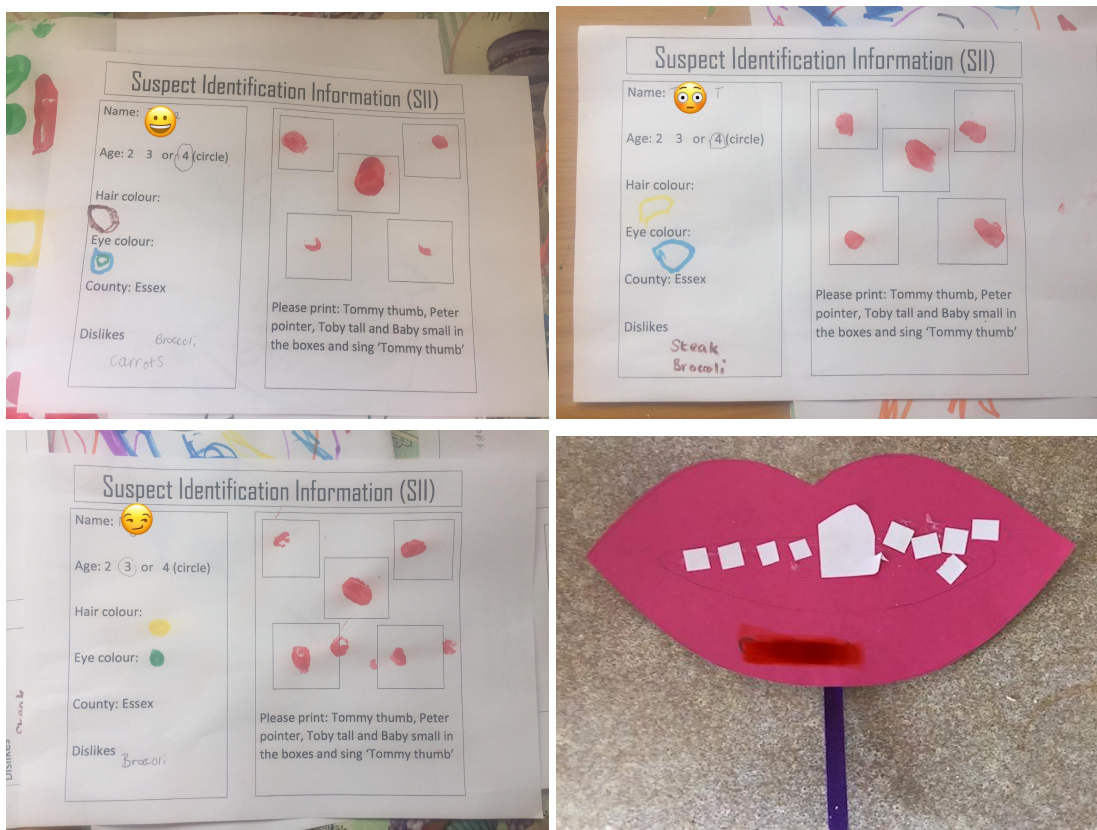 Suspect Identification Information (SII)
Name:
Age: 2 3 or 4 (circle)
Hair colour:
Eye colour:
County: Essex
Dislikes Broccoli
Carrots
Please print: Tommy thumb, Peter
pointer, Toby tall and Baby small in
the boxes and sing ‘Tommy thumb’
Suspect Identification Information (SII)
Name: T
Age: 2 3 or 4 (circle)
Hair colour:
Eye colour:
County: Essex
Dislikes
Steak
Brocoli
Please print: Tommy thumb, Peter
pointer, Toby tall and Baby small in
the boxes and sing ‘Tommy thumb’
Suspect Identification Information (SII)
Name:
Age: 2 3 or 4 (circle)
Hair colour:
Eye colour:
County: Essex
Dislikes Brocoli
Please print: Tommy thumb, Peter
pointer, Toby tall and Baby small in
the boxes and sing ‘Tommy thumb’
Dislikes